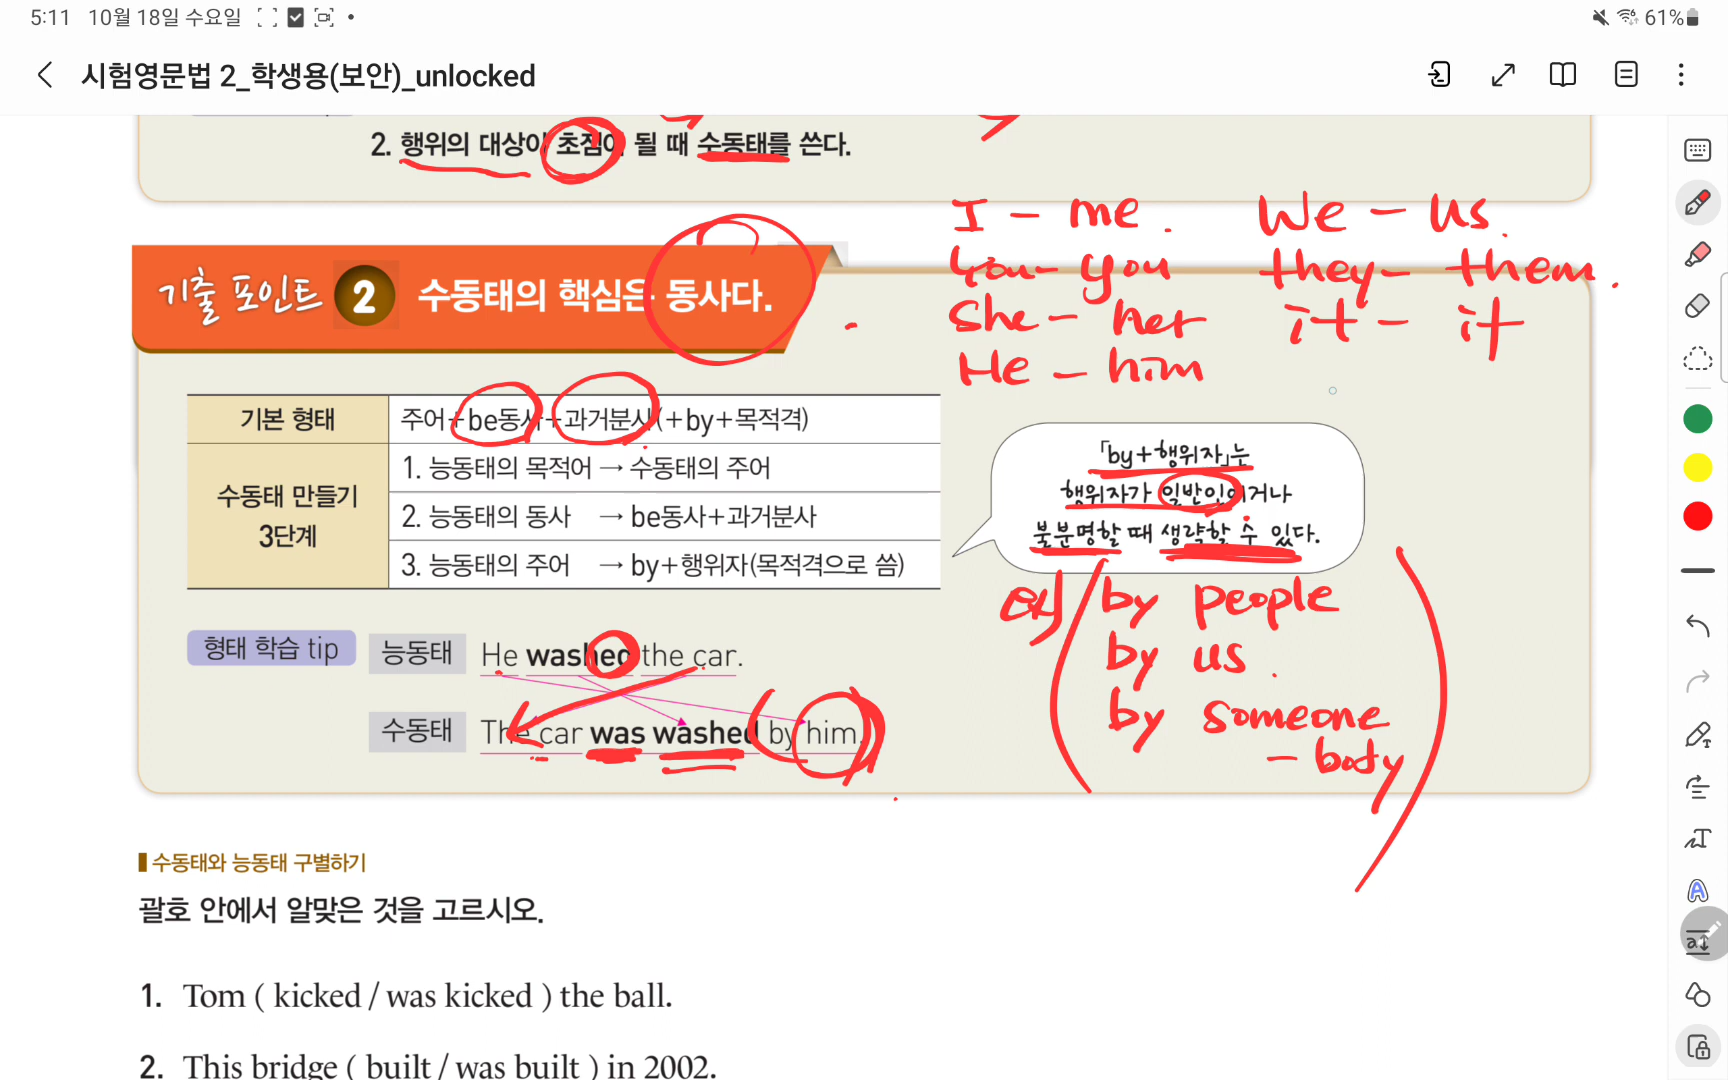 5:11 10월 18일 수요일
61%
시험영문법 2_학생용(보안)_unlocked
2. 행위의 대상이 초점이 될 때 수동태를 쓴다.
I - me. We - us.
You - you they - them.
She - her it - it
He - him
기출 포인트 2 수동태의 핵심은 동사다.
기본 형태 주어+be동사+과거분사(+by+목적격)
수동태 만들기 3단계
1. 능동태의 목적어 → 수동태의 주어
2. 능동태의 동사 → be동사+과거분사
3. 능동태의 주어 → by+행위자(목적격으로 씀)
「by+행위자」는
행위자가 일반인이거나
불분명할 때 생략할 수 있다.
예) by people
by us
by someone
- body
형태 학습 tip 능동태 He washed the car.
수동태 The car was washed by him.
수동태와 능동태 구별하기
괄호 안에서 알맞은 것을 고르시오.
1. Tom ( kicked / was kicked ) the ball.
2. This bridge ( built / was built ) in 2002.